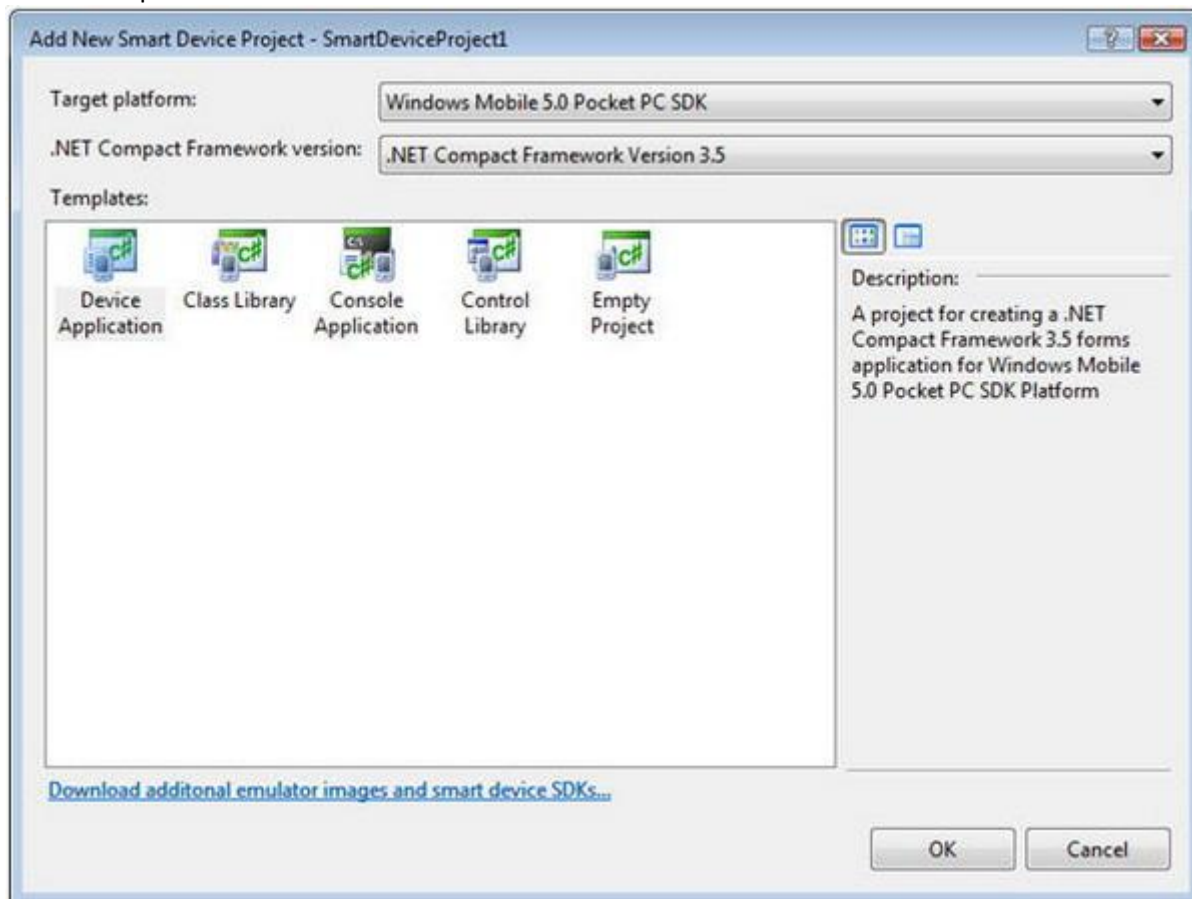 Add New Smart Device Project - SmartDeviceProject1
Target platform:
Windows Mobile 5.0 Pocket PC SDK
.NET Compact Framework version:
.NET Compact Framework Version 3.5
Templates:
Device Application
Class Library
Console Application
Control Library
Empty Project
Description:
A project for creating a .NET
Compact Framework 3.5 forms
application for Windows Mobile
5.0 Pocket PC SDK Platform
Download additonal emulator images and smart device SDKs...
OK
Cancel